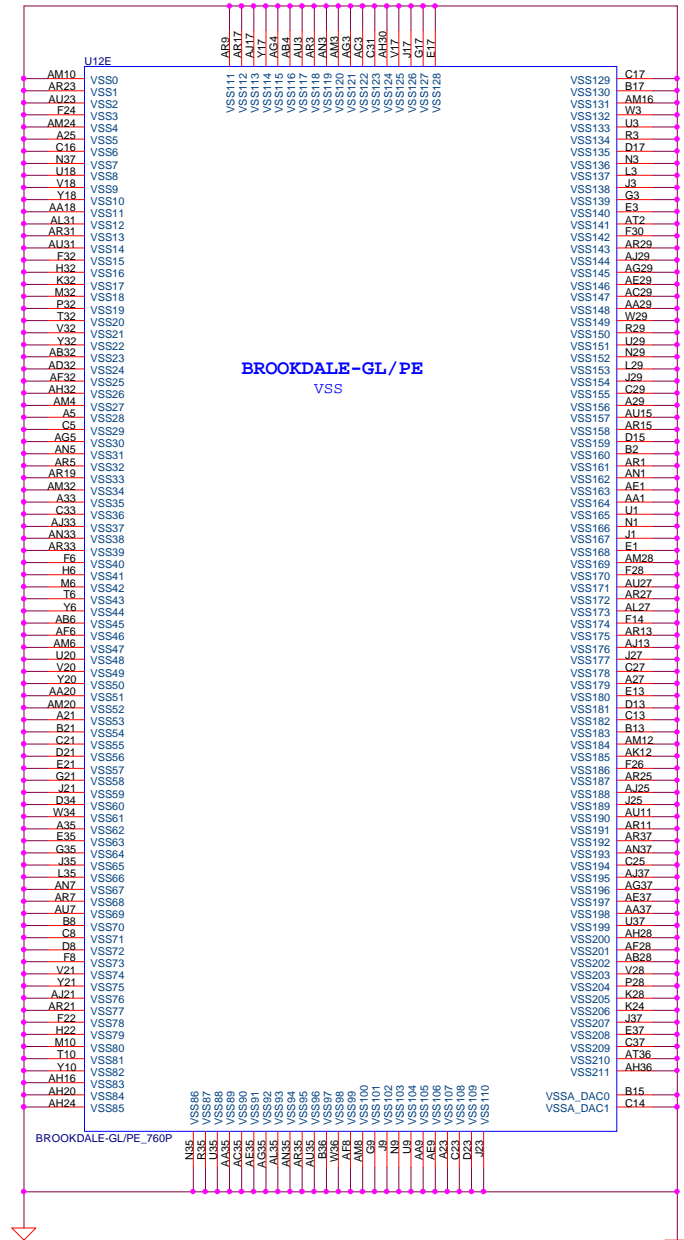 AR9 AR17 AJ17 Y17 AG4 AB4 AU3 AR3 AN3 AM3 AG3 AC3 C31 AH30 V17 J17 G17 E17
U12E
VSS111 VSS112 VSS113 VSS114 VSS115 VSS116 VSS117 VSS118 VSS119 VSS120 VSS121 VSS122 VSS123 VSS124 VSS125 VSS126 VSS127 VSS128
AM10 VSS0 VSS129 C17
AR23 VSS1 VSS130 B17
AU23 VSS2 VSS131 AM16
F24 VSS3 VSS132 W3
AM24 VSS4 VSS133 U3
A25 VSS5 VSS134 R3
C16 VSS6 VSS135 D17
N37 VSS7 VSS136 N3
U18 VSS8 VSS137 L3
V18 VSS9 VSS138 J3
Y18 VSS10 VSS139 G3
AA18 VSS11 VSS140 E3
AL31 VSS12 VSS141 AT2
AR31 VSS13 VSS142 F30
AU31 VSS14 VSS143 AR29
F32 VSS15 VSS144 AJ29
H32 VSS16 VSS145 AG29
K32 VSS17 VSS146 AE29
M32 VSS18 VSS147 AC29
P32 VSS19 VSS148 AA29
T32 VSS20 VSS149 W29
V32 VSS21 VSS150 R29
Y32 VSS22 VSS151 U29
AB32 VSS23 VSS152 N29
AD32 VSS24 VSS153 L29
AF32 VSS25 VSS154 J29
AH32 VSS26 VSS155 C29
AM4 VSS27 VSS156 A29
A5 VSS28 VSS157 AU15
C5 VSS29 VSS158 AR15
AG5 VSS30 VSS159 D15
AN5 VSS31 VSS160 B2
AR5 VSS32 VSS161 AR1
AR19 VSS33 VSS162 AN1
AM32 VSS34 VSS163 AE1
A33 VSS35 VSS164 AA1
C33 VSS36 VSS165 U1
AJ33 VSS37 VSS166 N1
AN33 VSS38 VSS167 J1
AR33 VSS39 VSS168 E1
F6 VSS40 VSS169 AM28
H6 VSS41 VSS170 F28
M6 VSS42 VSS171 AU27
T6 VSS43 VSS172 AR27
Y6 VSS44 VSS173 AL27
AB6 VSS45 VSS174 F14
AF6 VSS46 VSS175 AR13
AM6 VSS47 VSS176 AJ13
U20 VSS48 VSS177 J27
V20 VSS49 VSS178 C27
Y20 VSS50 VSS179 A27
AA20 VSS51 VSS180 E13
AM20 VSS52 VSS181 D13
A21 VSS53 VSS182 C13
B21 VSS54 VSS183 B13
C21 VSS55 VSS184 AM12
D21 VSS56 VSS185 AK12
E21 VSS57 VSS186 F26
G21 VSS58 VSS187 AR25
J21 VSS59 VSS188 AJ25
D34 VSS60 VSS189 J25
W34 VSS61 VSS190 AU11
A35 VSS62 VSS191 AR11
E35 VSS63 VSS192 AR37
G35 VSS64 VSS193 AN37
J35 VSS65 VSS194 C25
L35 VSS66 VSS195 AJ37
AN7 VSS67 VSS196 AG37
AR7 VSS68 VSS197 AE37
AU7 VSS69 VSS198 AA37
B8 VSS70 VSS199 U37
C8 VSS71 VSS200 AH28
D8 VSS72 VSS201 AF28
F8 VSS73 VSS202 AB28
V21 VSS74 VSS203 V28
Y21 VSS75 VSS204 P28
AJ21 VSS76 VSS205 K28
AR21 VSS77 VSS206 K24
F22 VSS78 VSS207 J37
H22 VSS79 VSS208 E37
M10 VSS80 VSS209 C37
T10 VSS81 VSS210 AT36
Y10 VSS82 VSS211 AH36
AH16 VSS83
AH20 VSS84 VSSA_DAC0 B15
AH24 VSS85 VSSA_DAC1 C14
BROOKDALE-GL/PE
VSS
VSS86 VSS87 VSS88 VSS89 VSS90 VSS91 VSS92 VSS93 VSS94 VSS95 VSS96 VSS97 VSS98 VSS99 VSS100 VSS101 VSS102 VSS103 VSS104 VSS105 VSS106 VSS107 VSS108 VSS109 VSS110
BROOKDALE-GL/PE_760P
N35 R35 U35 AA35 AC35 AE35 AG35 AL35 AN35 AR35 AU35 B36 W36 AF8 AM8 G9 J9 N9 U9 AA9 AE9 A23 C23 D23 J23